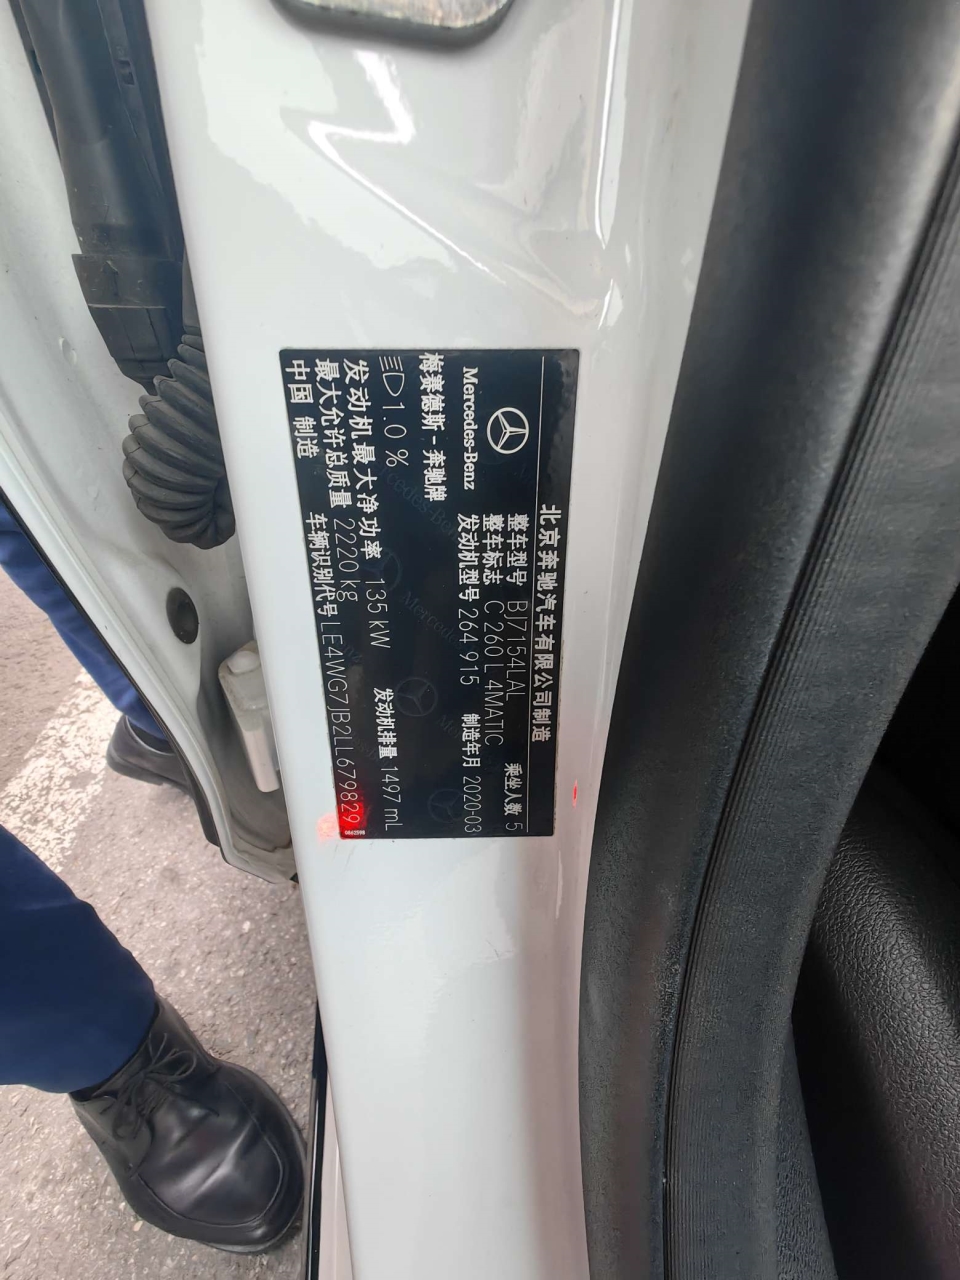 北京奔驰汽车有限公司制造
整车型号 BJ7154LAL 乘坐人数 5
整车标志 C 260 L 4MATIC
Mercedes-Benz
发动机型号 264 915 制造年月 2020-03
梅赛德斯-奔驰牌
1.0 %
发动机排量 1497 mL
发动机最大净功率 135 kW
最大允许总质量 2220 kg
车辆识别代号 LE4WG7JB2LL679829
中国 制造